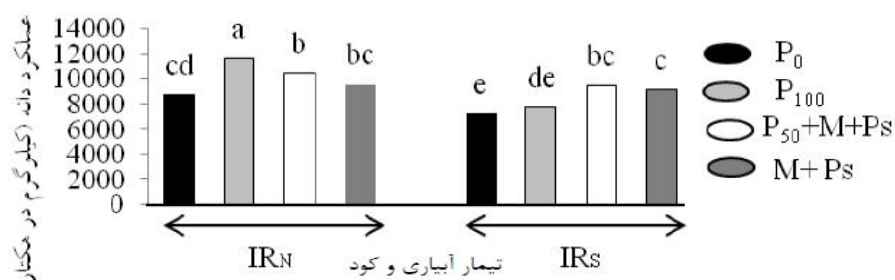 عملکرد دانه (کیلوگرم در هکتار
14000
12000
10000
8000
6000
4000
2000
0
cd a b bc
e de bc c
P0
P100
P50+M+Ps
M+ Ps
IRN IRS
تیمار آبیاری و کود